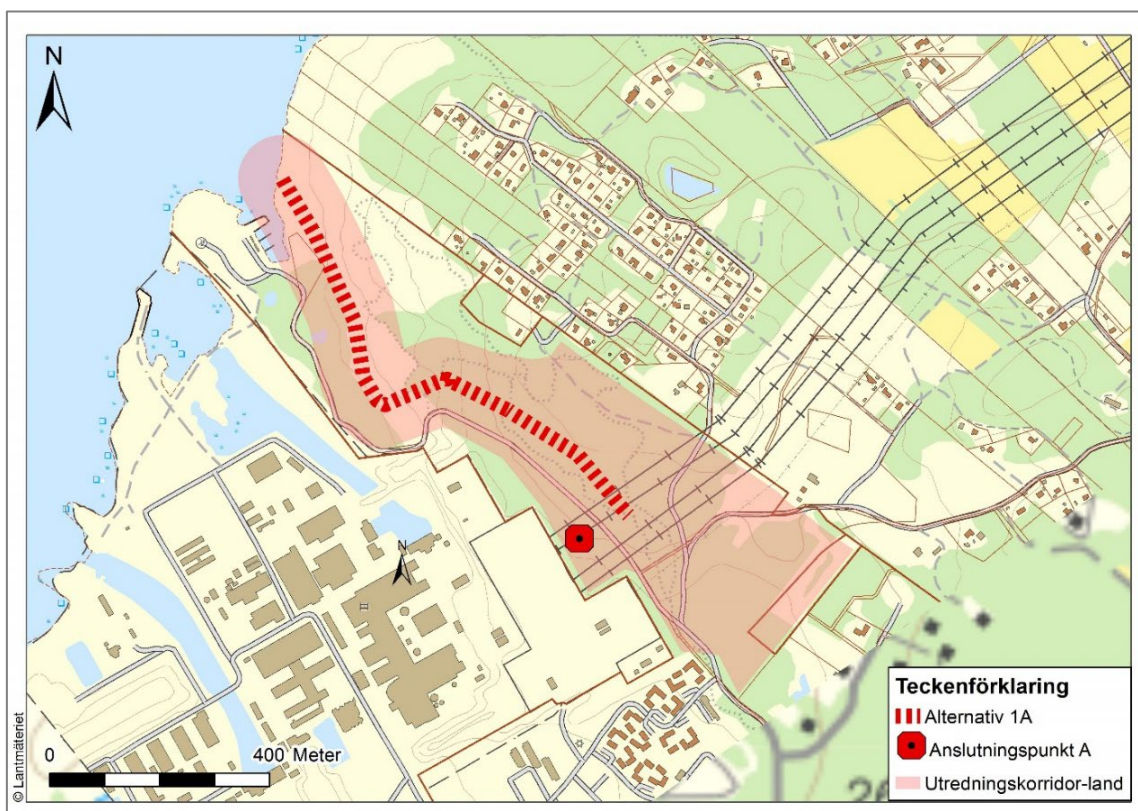 N
N
© Lantmäteriet
0
400 Meter
Teckenförklaring
Alternativ 1A
Anslutningspunkt A
Utredningskorridor-land